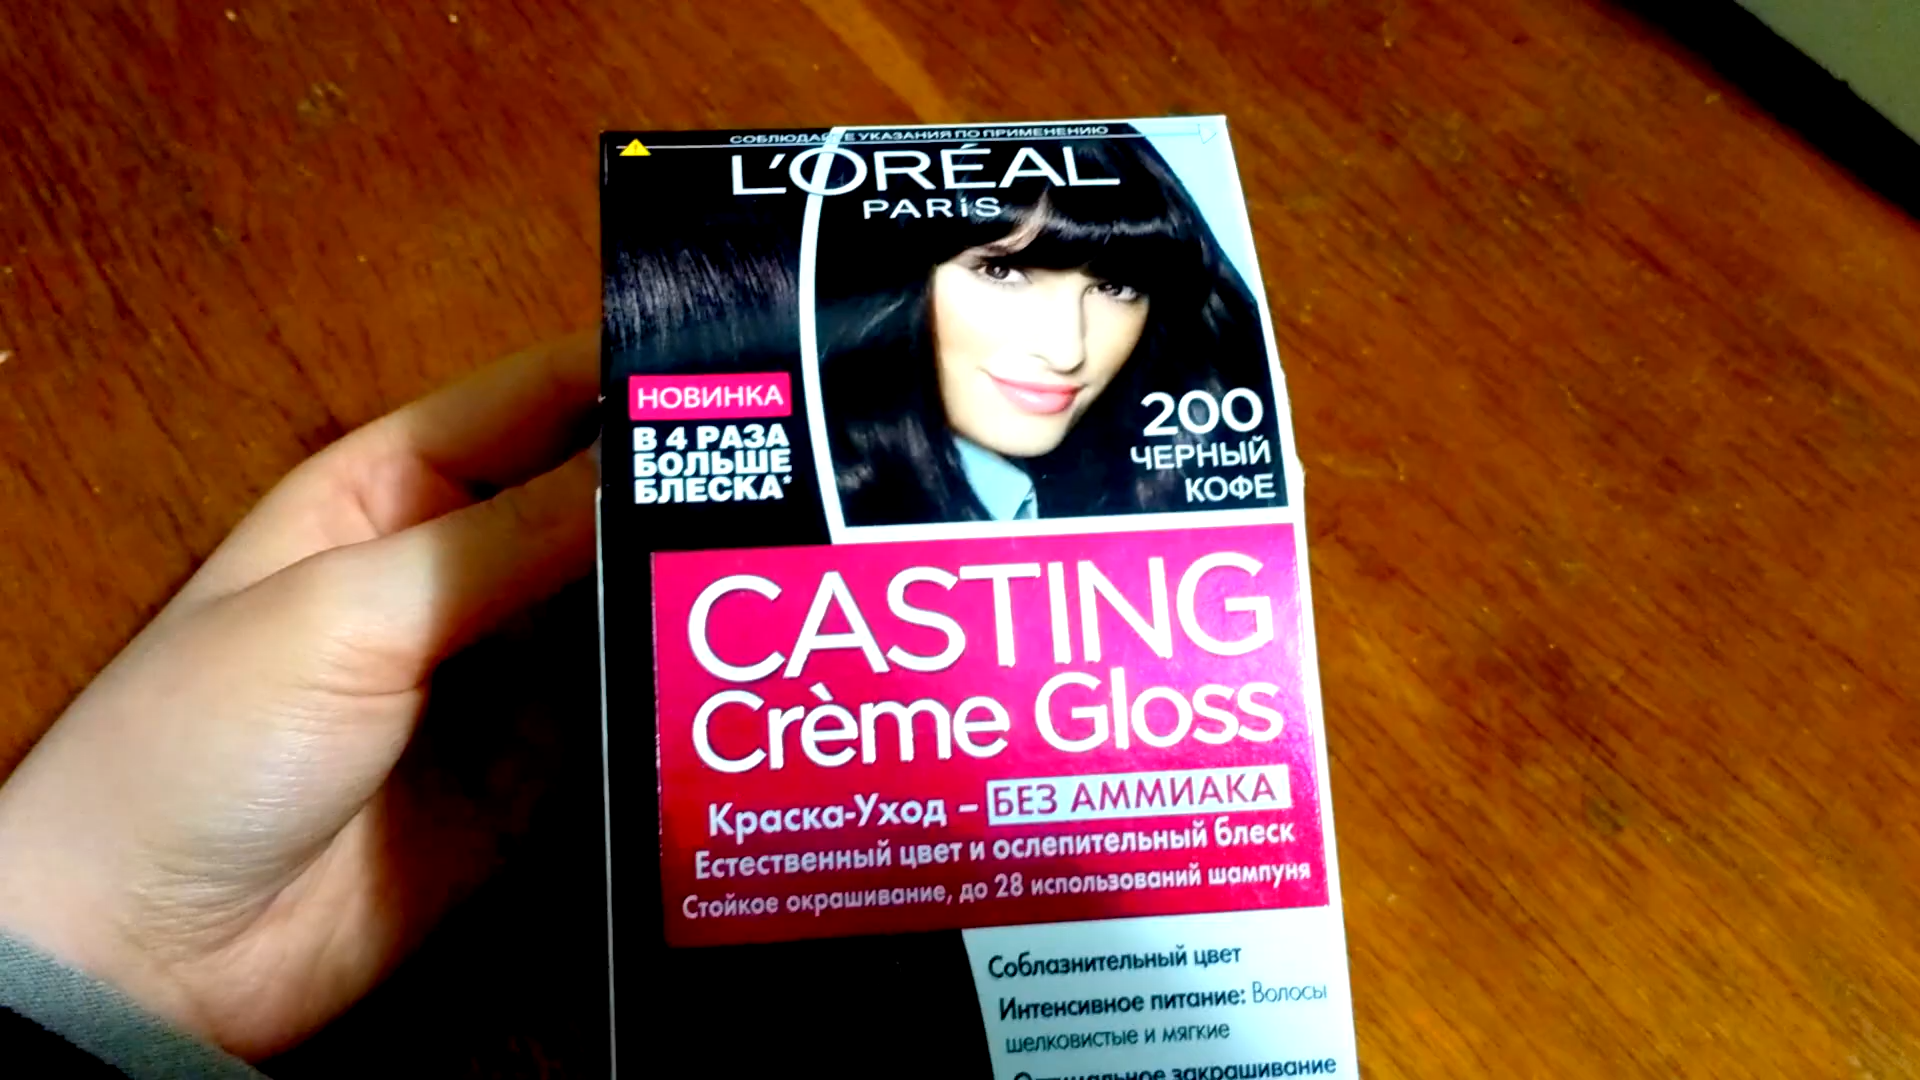 СОБЛЮДАЙТЕ УКАЗАНИЯ ПО ПРИМЕНЕНИЮ
L'ORÉAL
PARIS
НОВИНКА
В 4 РАЗА
БОЛЬШЕ
БЛЕСКА*
200
ЧЕРНЫЙ
КОФЕ
CASTING
Crème Gloss
Краска-Уход – БЕЗ АММИАКА
Естественный цвет и ослепительный блеск
Стойкое окрашивание, до 28 использований шампуня
Соблазнительный цвет
Интенсивное питание: Волосы
шелковистые и мягкие
закрашивание